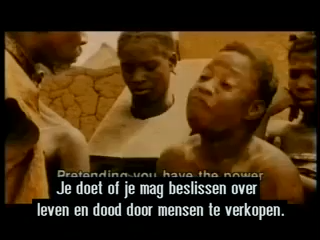 Pretending you have the power
Je doet of je mag beslissen over
leven en dood door mensen te verkopen.